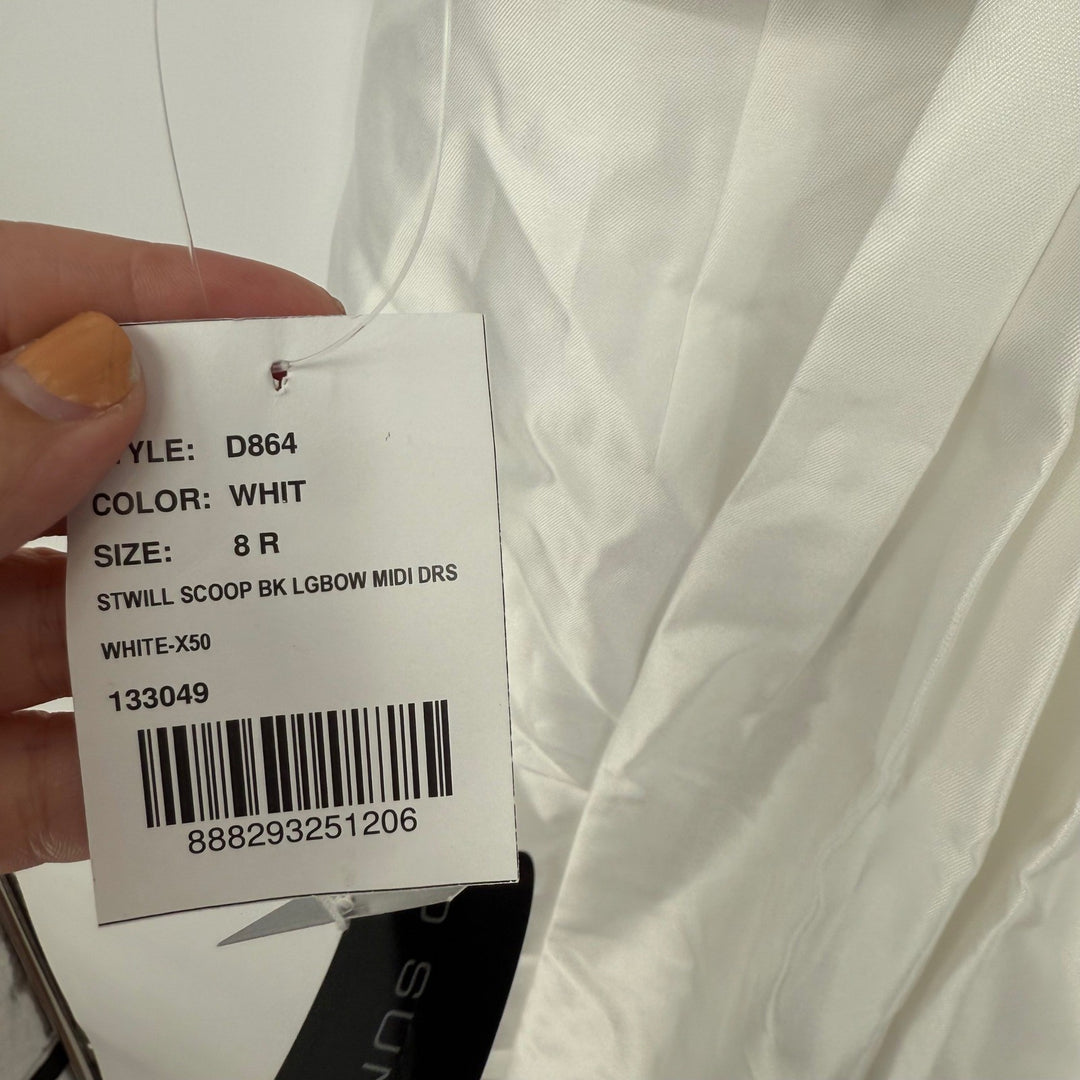 TYLE: D864
COLOR: WHIT
SIZE: 8 R
STWILL SCOOP BK LGBOW MIDI DRS
WHITE-X50
133049
888293251206